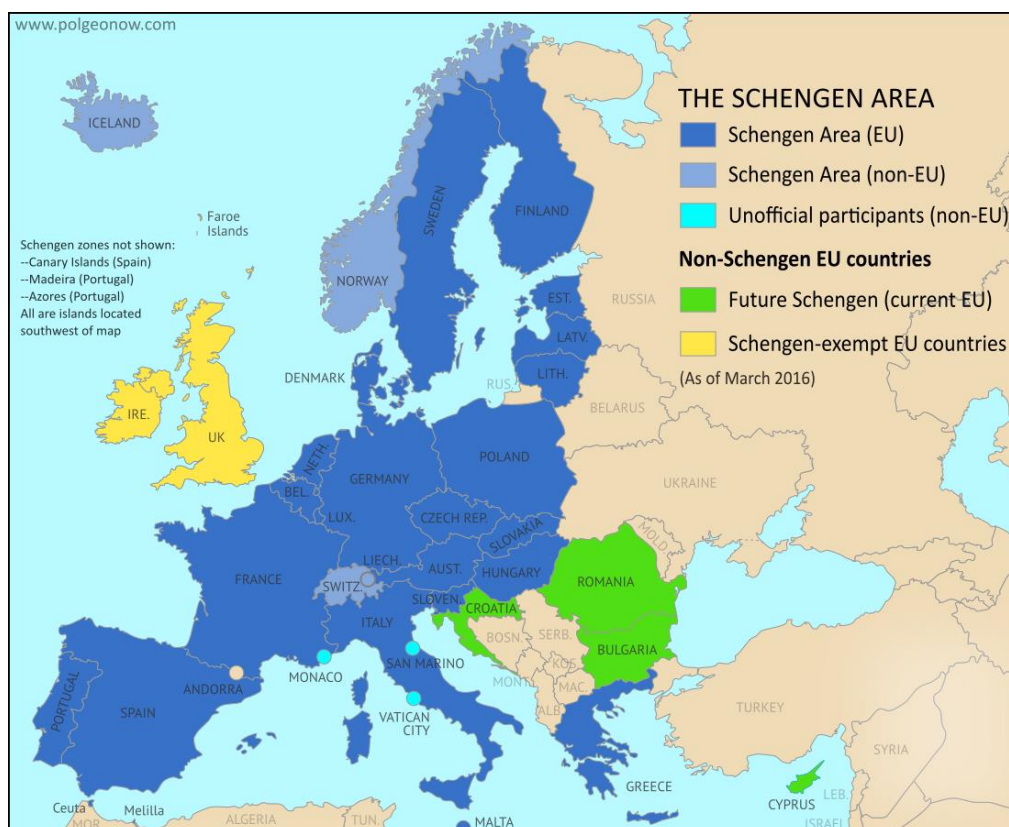 www.polgeonow.com
THE SCHENGEN AREA
Schengen Area (EU)
Schengen Area (non-EU)
Unofficial participants (non-EU)
Non-Schengen EU countries
Future Schengen (current EU)
Schengen-exempt EU countries
(As of March 2016)
ICELAND
Faroe
Islands
Schengen zones not shown:
--Canary Islands (Spain)
--Madeira (Portugal)
--Azores (Portugal)
All are islands located
southwest of map
SWEDEN
FINLAND
NORWAY
RUSSIA
EST.
LATV.
LITH.
DENMARK
RUS.
BELARUS
IRE.
UK
NETH.
BEL.
GERMANY
POLAND
UKRAINE
LUX.
CZECH REP.
SLOVAKIA
MOLD.
LIECH.
AUST.
HUNGARY
FRANCE
SWITZ.
ROMANIA
SLOVEN.
CROATIA
ITALY
BOSN.
SERB.
BULGARIA
SAN MARINO
MONACO
KOS.
MONT.
MAC.
ANDORRA
PORTUGAL
SPAIN
VATICAN
CITY
ALB.
TURKEY
SYRIA
GREECE
CYPRUS
LEB.
Ceuta
Melilla
MOR.
ALGERIA
TUN.
MALTA
ISRAEL